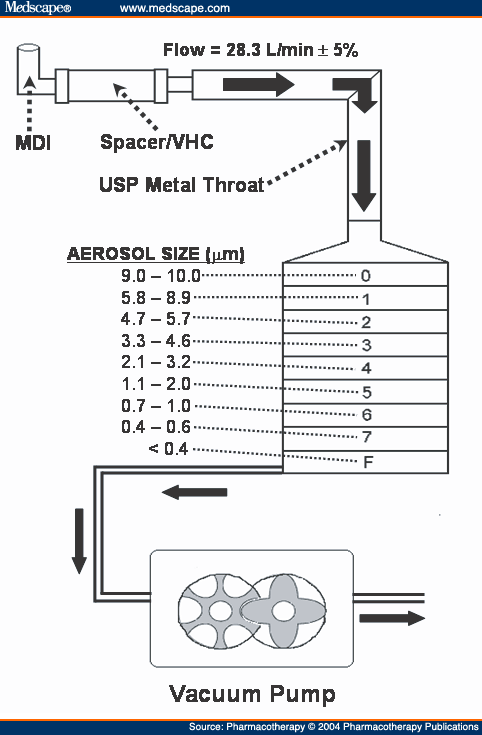 Medscape® www.medscape.com
Flow = 28.3 L/min ± 5%
MDI
Spacer/VHC
USP Metal Throat
AEROSOL SIZE (µm)
9.0 – 10.0 0
5.8 – 8.9 1
4.7 – 5.7 2
3.3 – 4.6 3
2.1 – 3.2 4
1.1 – 2.0 5
0.7 – 1.0 6
0.4 – 0.6 7
< 0.4 F
Vacuum Pump
Source: Pharmacotherapy © 2004 Pharmacotherapy Publications